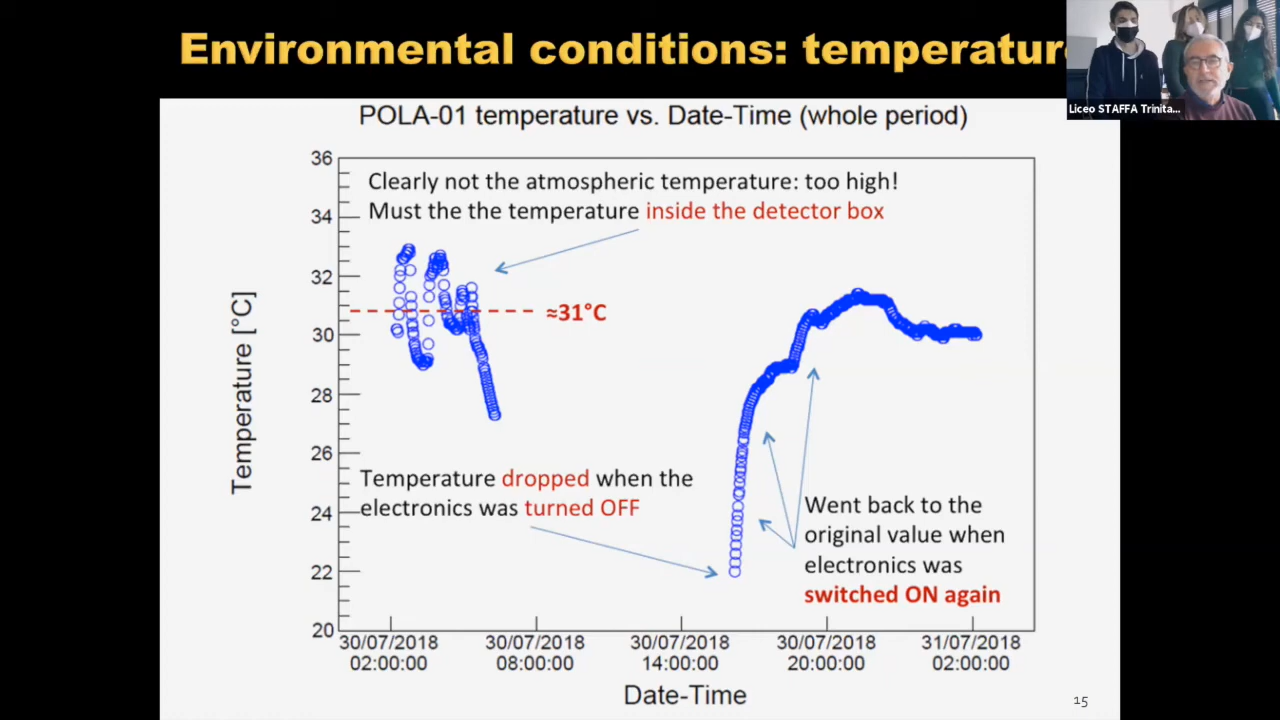 Environmental conditions: temperatur
Liceo STAFFA Trinita...
POLA-01 temperature vs. Date-Time (whole period)
36
34
32
30
28
26
24
22
20
Temperature [°C]
Clearly not the atmospheric temperature: too high!
Must the the temperature inside the detector box
≈31°C
Temperature dropped when the
electronics was turned OFF
Went back to the
original value when
electronics was
switched ON again
30/07/2018 30/07/2018 30/07/2018 30/07/2018 31/07/2018
02:00:00 08:00:00 14:00:00 20:00:00 02:00:00
Date-Time
15